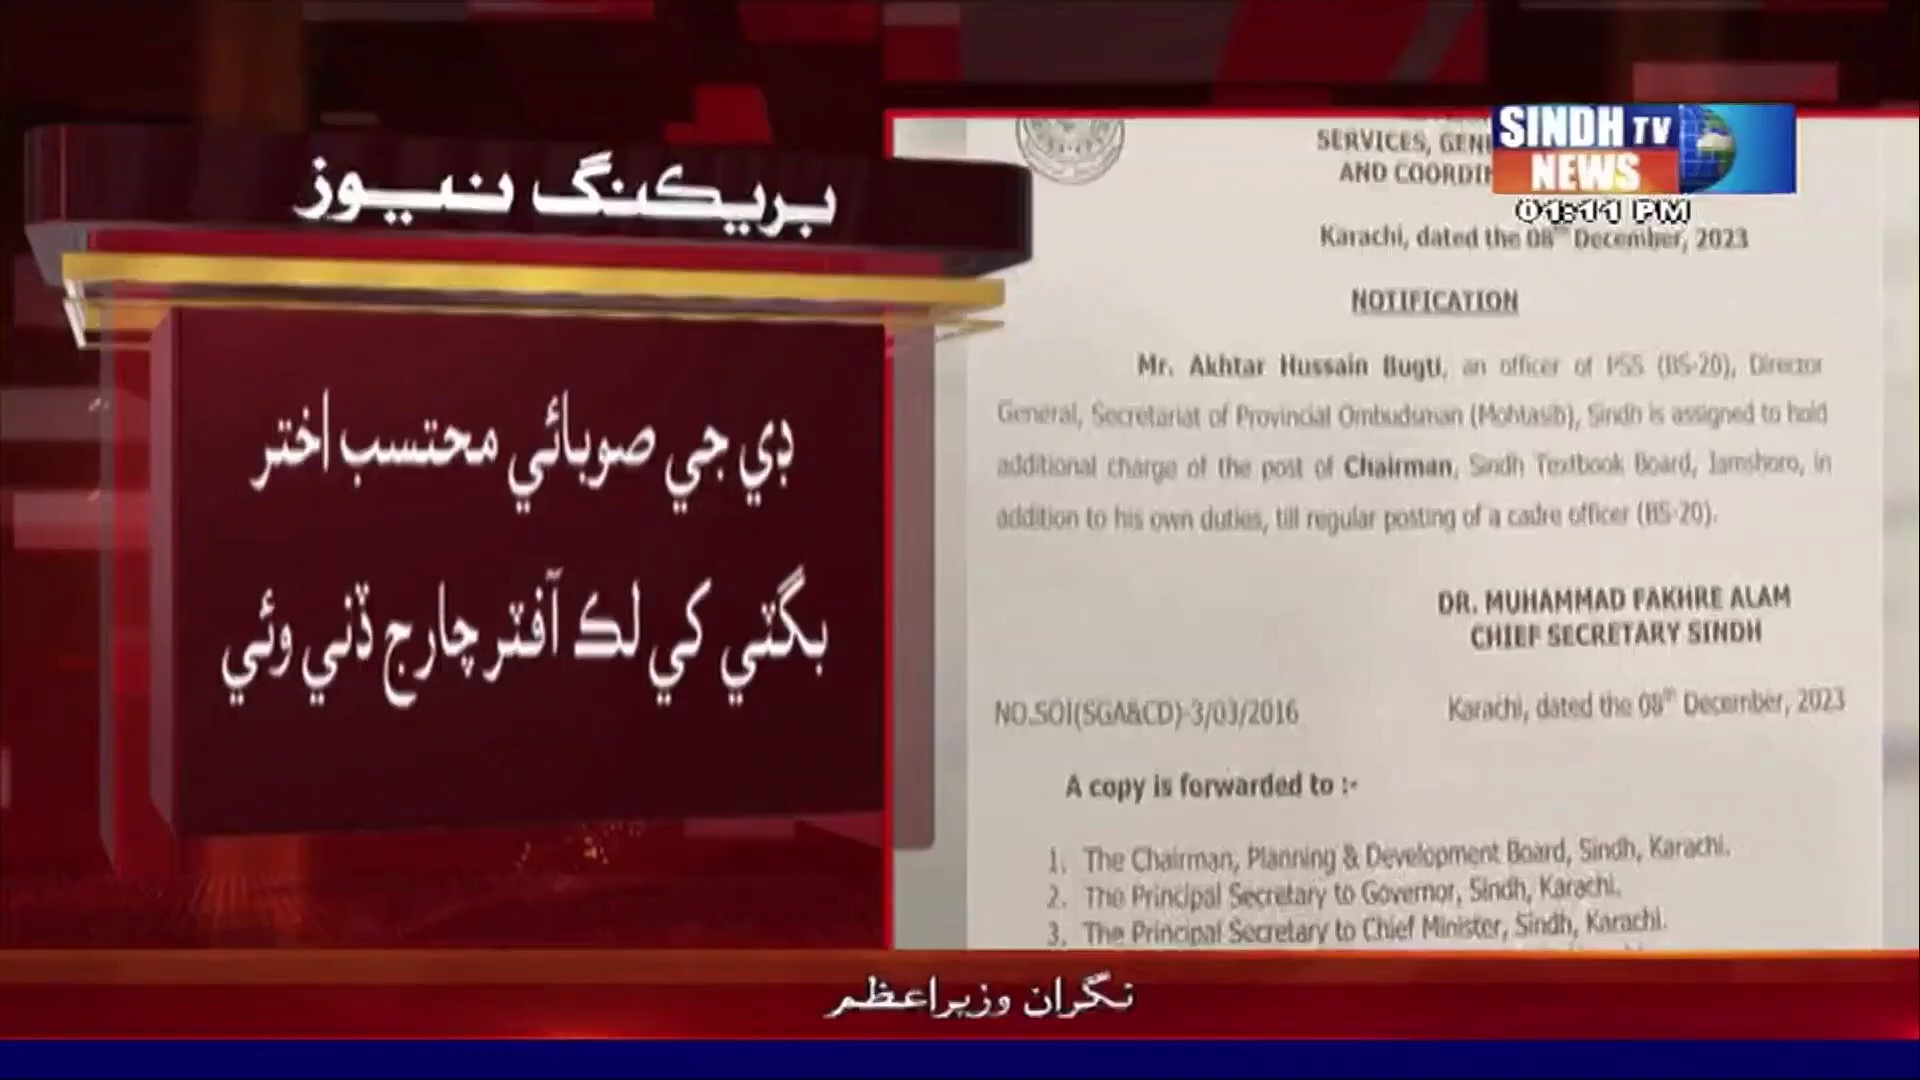 بريڪنگ نيوز
ڊي جي صوبائي محتسب اختر
بگٽي کي لڪ آفٽر چارج ڏني وئي
SINDH TV
NEWS
01:11 PM
SERVICES, GEN
AND COORDIN
Karachi, dated the 08th December, 2023
NOTIFICATION
Mr. Akhtar Hussain Bugti, an officer of PSS (BS-20), Director
General, Secretariat of Provincial Ombudsman (Mohtasib), Sindh is assigned to hold
additional charge of the post of Chairman, Sindh Textbook Board, Jamshoro, in
addition to his own duties, till regular posting of a cadre officer (BS-20).
DR. MUHAMMAD FAKHRE ALAM
CHIEF SECRETARY SINDH
NO.SOI(SGA&CD)-3/03/2016 Karachi, dated the 08th December, 2023
A copy is forwarded to :-
1. The Chairman, Planning & Development Board, Sindh, Karachi.
2. The Principal Secretary to Governor, Sindh, Karachi.
3. The Principal Secretary to Chief Minister, Sindh, Karachi.
نگران وزيراعظم